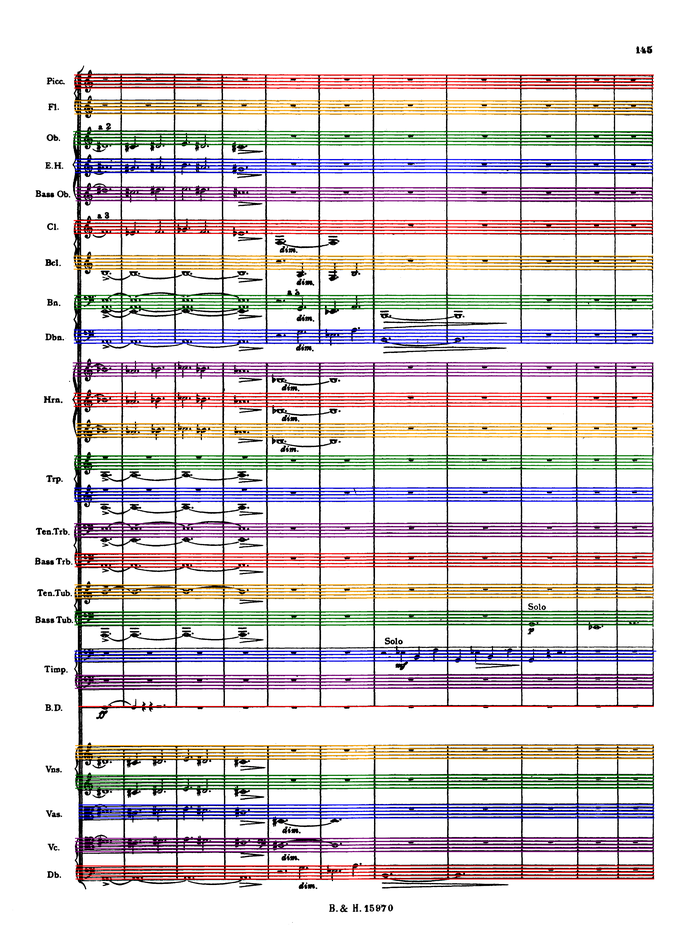 145
Picc.
Fl.
a 2
Ob.
E.H.
Bass Ob.
a 3
Cl.
dim.
Bcl.
dim.
a 2
Bn.
dim.
Dbn.
dim.
dim.
Hrn.
dim.
dim.
Trp.
Ten.Trb.
Bass Trb.
Ten.Tub.
Solo
Bass Tub.
p
Solo
mf
Timp.
B.D.
ff
Vns.
Vas.
dim.
Vc.
dim.
Db.
dim.
B. & H. 15970